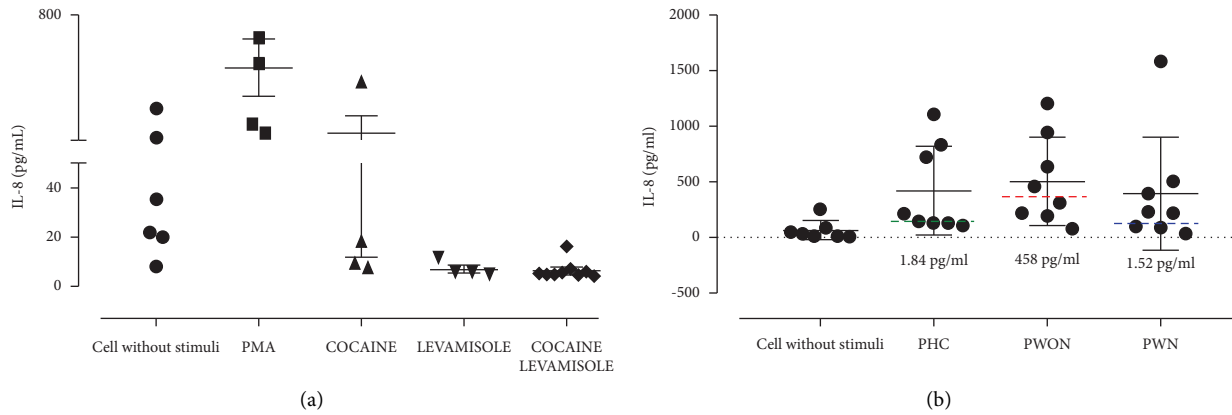 800
40
20
0
IL-8 (pg/mL)
Cell without stimuli
PMA
COCAINE
LEVAMISOLE
COCAINE
LEVAMISOLE
(a)
2000
1500
1000
500
0
-500
IL-8 (pg/ml)
1.84 pg/ml
458 pg/ml
1.52 pg/ml
Cell without stimuli
PHC
PWON
PWN
(b)